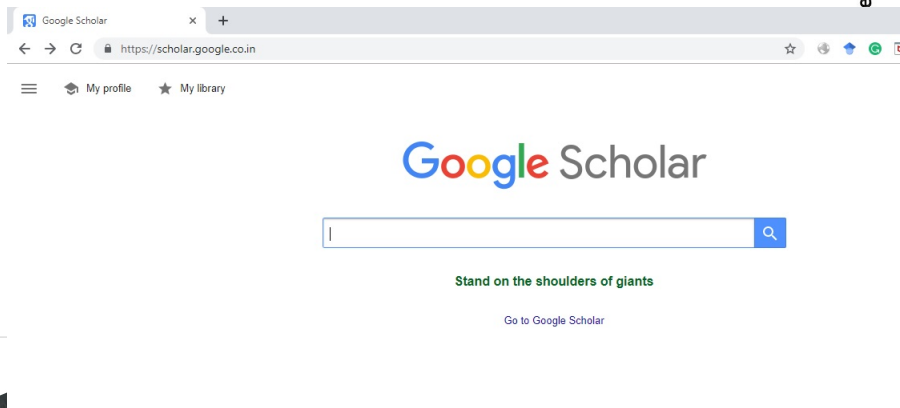 Google Scholar
https://scholar.google.co.in
My profile My library
Google Scholar
Stand on the shoulders of giants
Go to Google Scholar